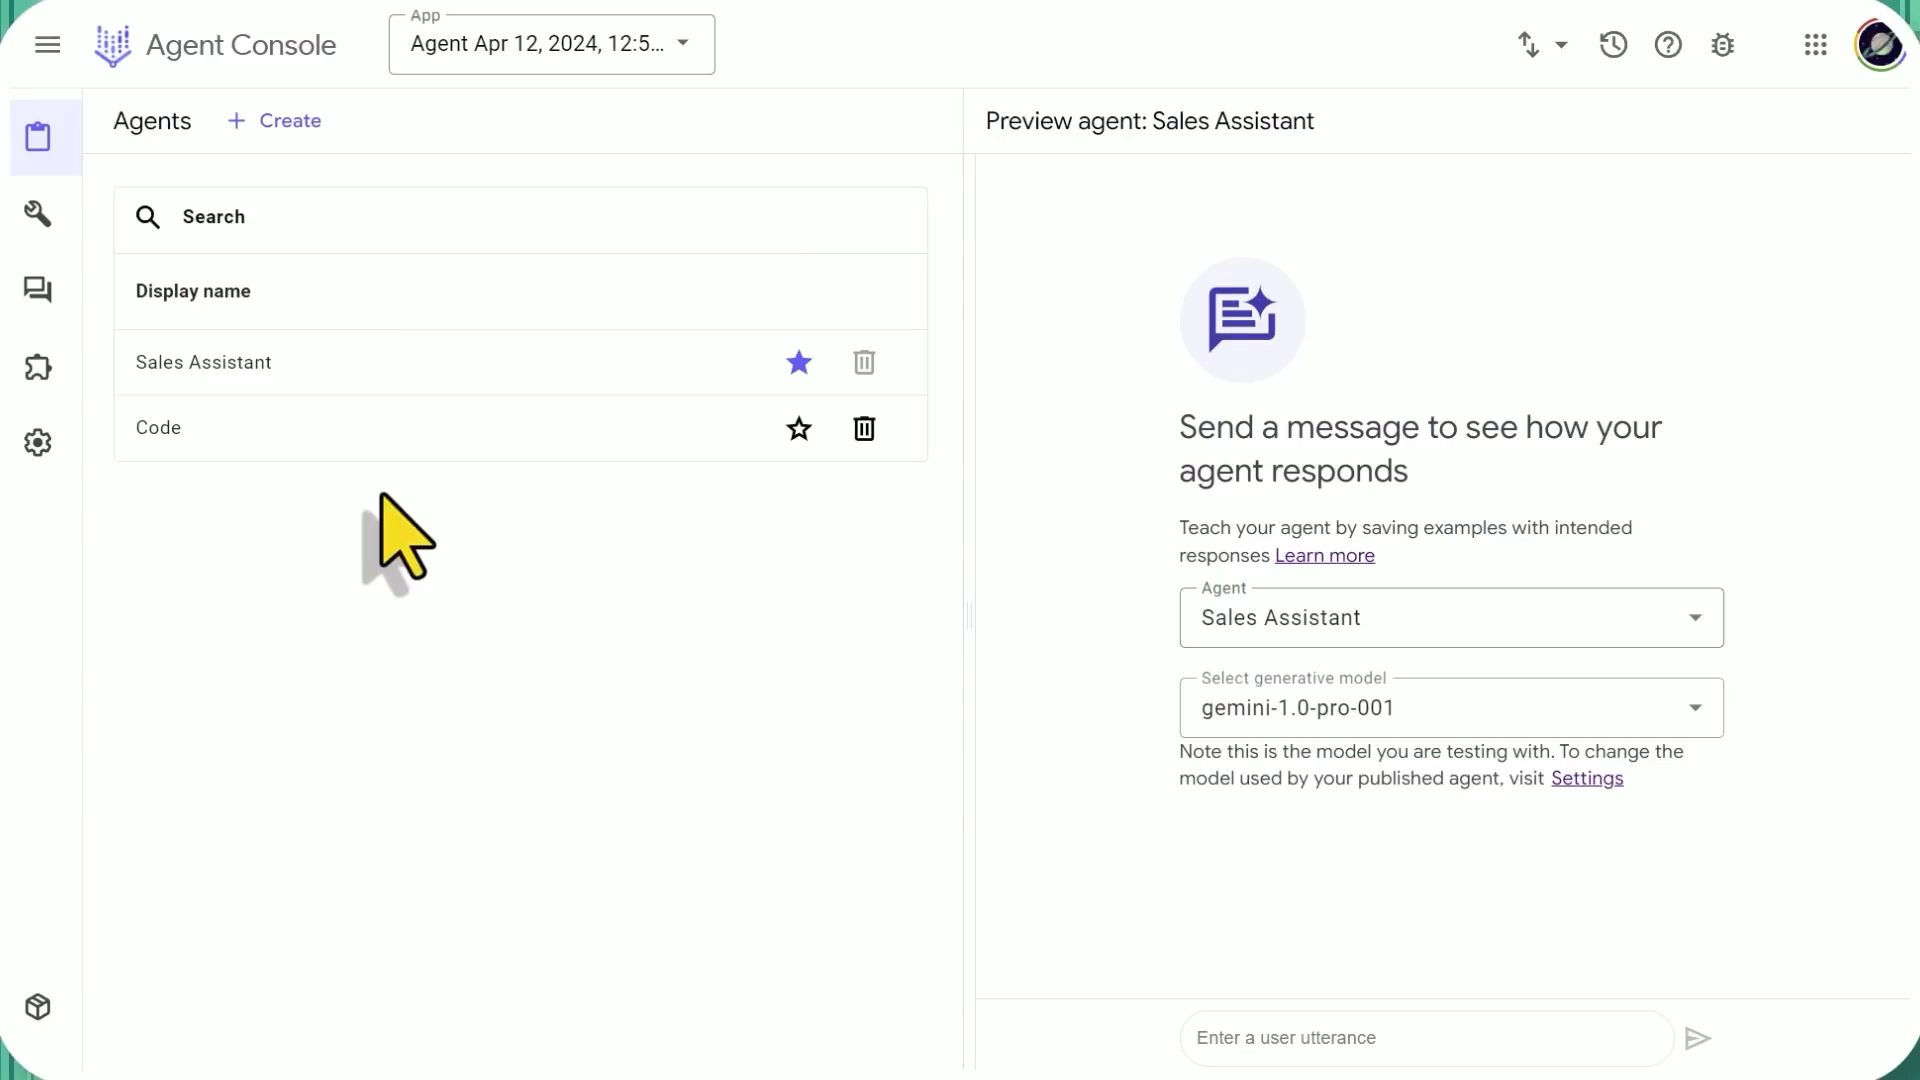 Agent Console
App
Agent Apr 12, 2024, 12:5...
Agents
Create
Search
Display name
Sales Assistant
Code
Preview agent: Sales Assistant
Send a message to see how your
agent responds
Teach your agent by saving examples with intended
responses Learn more
Agent
Sales Assistant
Select generative model
gemini-1.0-pro-001
Note this is the model you are testing with. To change the
model used by your published agent, visit Settings
Enter a user utterance